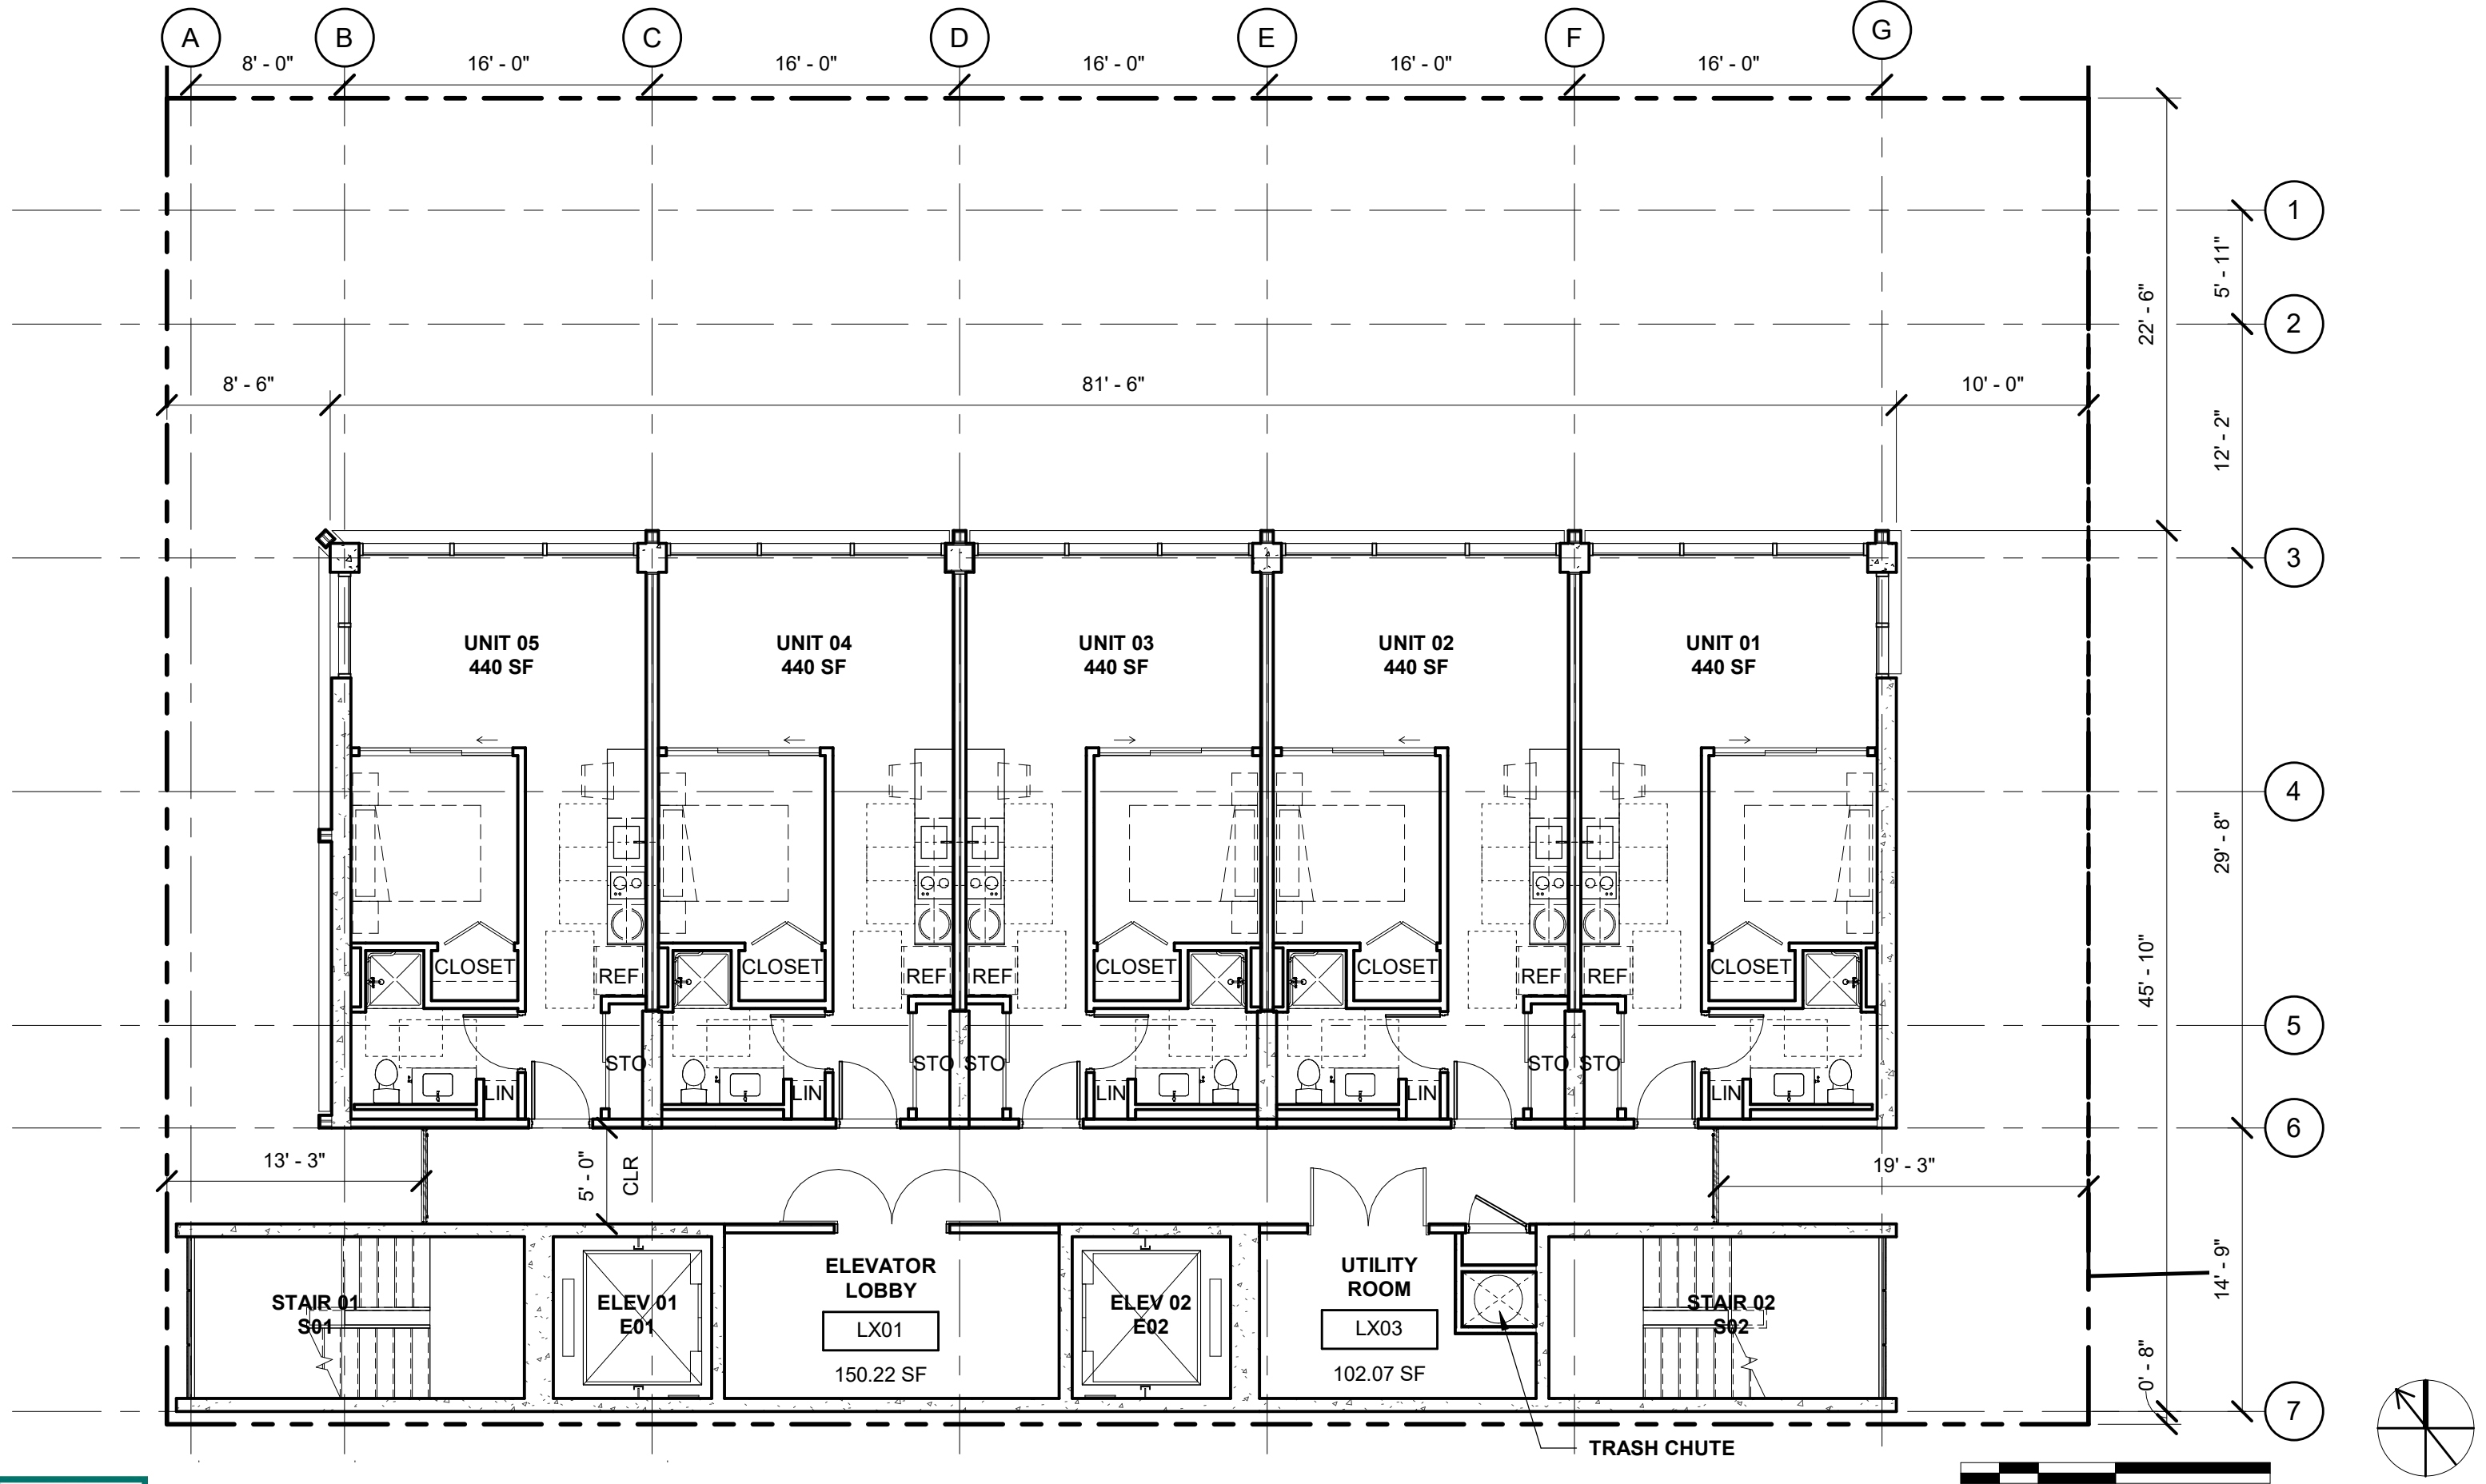 A B C D E F G
8' - 0" 16' - 0" 16' - 0" 16' - 0" 16' - 0" 16' - 0"
1
5' - 11"
22' - 6"
2
8' - 6" 81' - 6" 10' - 0"
12' - 2"
3
UNIT 05 UNIT 04 UNIT 03 UNIT 02 UNIT 01
440 SF 440 SF 440 SF 440 SF 440 SF
4
29' - 8"
CLOSET CLOSET CLOSET CLOSET CLOSET
REF REF REF REF REF
45' - 10"
5
STO STO STO STO STO
LIN LIN LIN LIN LIN
6
13' - 3" 5' - 0" CLR 19' - 3"
ELEVATOR UTILITY
LOBBY ROOM
14' - 9"
STAIR 01 ELEV 01 ELEV 02 STAIR 02
S01 E01 LX01 E02 LX03 S02
150.22 SF 102.07 SF
0' - 8"
7
TRASH CHUTE